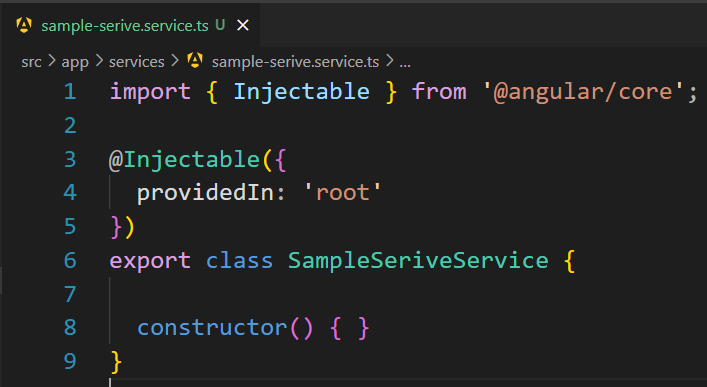 sample-serive.service.ts U ×
src > app > services > sample-serive.service.ts > ...
1 import { Injectable } from '@angular/core';
2
3 @Injectable({
4 providedIn: 'root'
5 })
6 export class SampleSeriveService {
7
8 constructor() { }
9 }